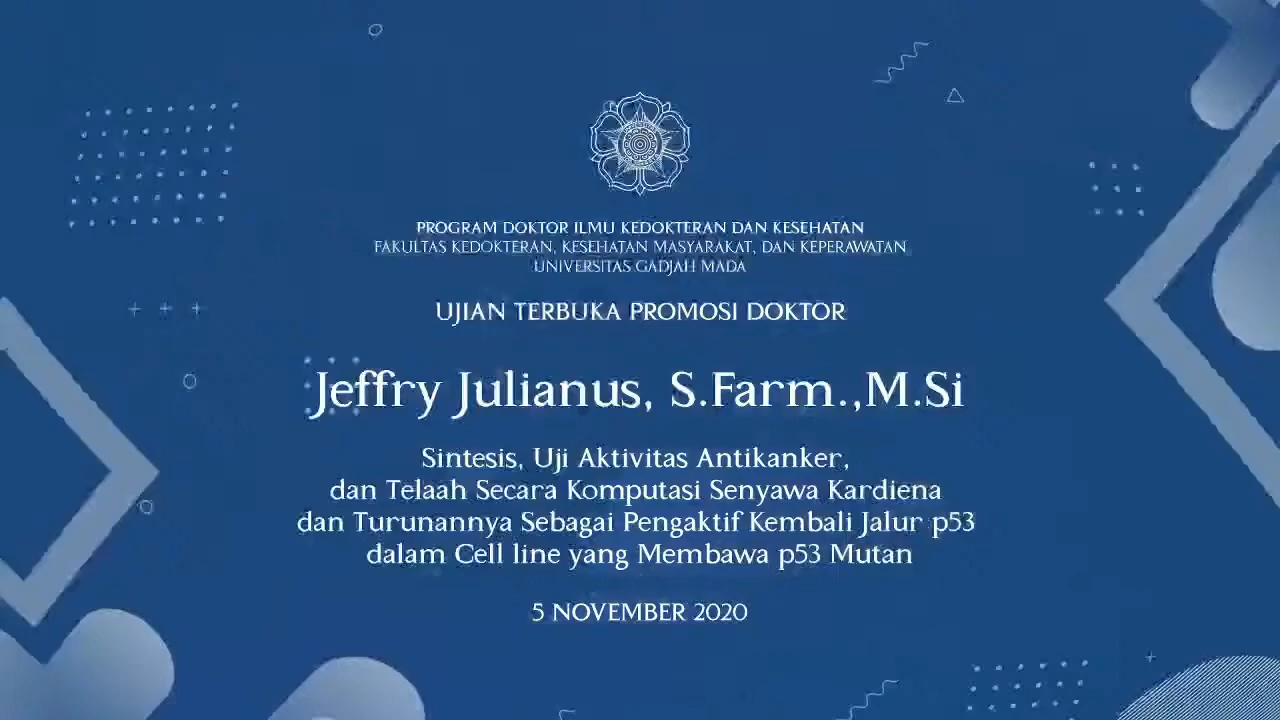 PROGRAM DOKTOR ILMU KEDOKTERAN DAN KESEHATAN
FAKULTAS KEDOKTERAN, KESEHATAN MASYARAKAT, DAN KEPERAWATAN
UNIVERSITAS GADJAH MADA
UJIAN TERBUKA PROMOSI DOKTOR
Jeffry Julianus, S.Farm.,M.Si
Sintesis, Uji Aktivitas Antikanker,
dan Telaah Secara Komputasi Senyawa Kardiena
dan Turunannya Sebagai Pengaktif Kembali Jalur p53
dalam Cell line yang Membawa p53 Mutan
5 NOVEMBER 2020